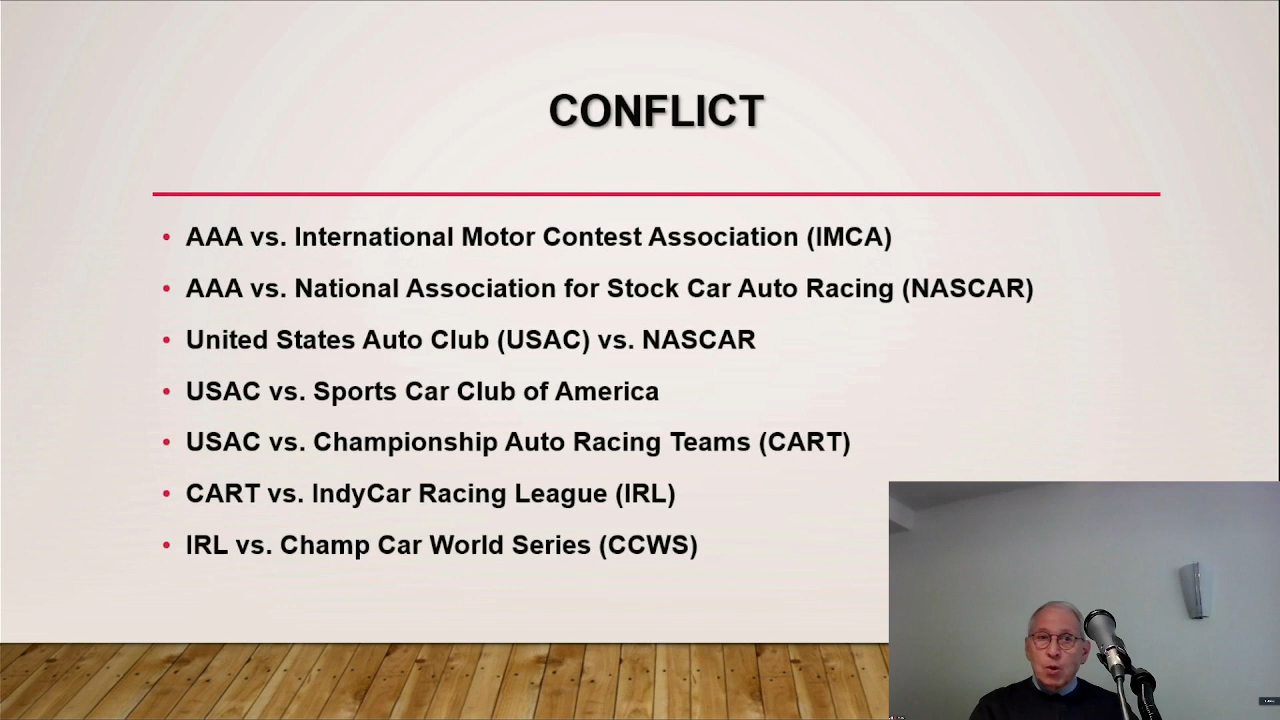 CONFLICT
• AAA vs. International Motor Contest Association (IMCA)
• AAA vs. National Association for Stock Car Auto Racing (NASCAR)
• United States Auto Club (USAC) vs. NASCAR
• USAC vs. Sports Car Club of America
• USAC vs. Championship Auto Racing Teams (CART)
• CART vs. IndyCar Racing League (IRL)
• IRL vs. Champ Car World Series (CCWS)